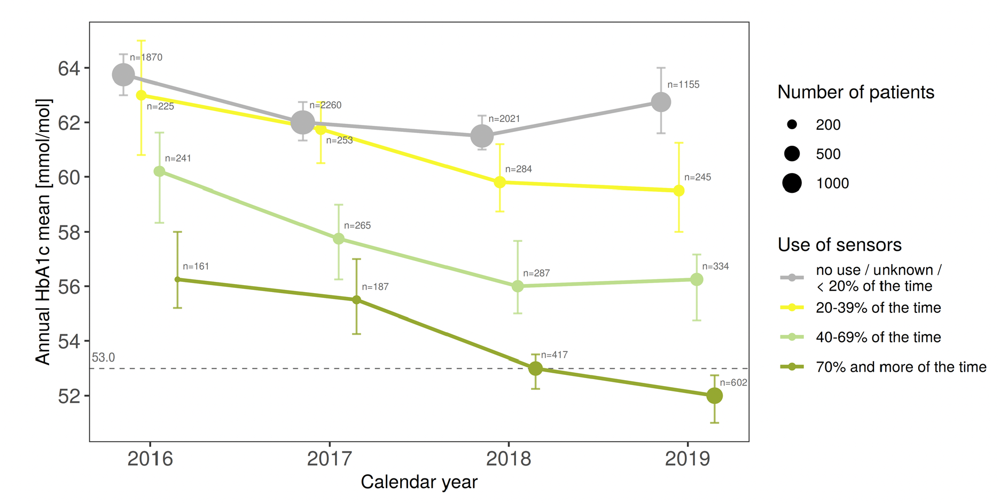 n=1870
n=225
n=2260
n=253
n=2021
n=1155
n=284
n=245
n=241
n=265
n=287
n=334
n=161
n=187
n=417
n=602
53.0
64
62
60
58
56
54
52
Annual HbA1c mean [mmol/mol]
2016 2017 2018 2019
Calendar year
Number of patients
200
500
1000
Use of sensors
no use / unknown /
< 20% of the time
20-39% of the time
40-69% of the time
70% and more of the time